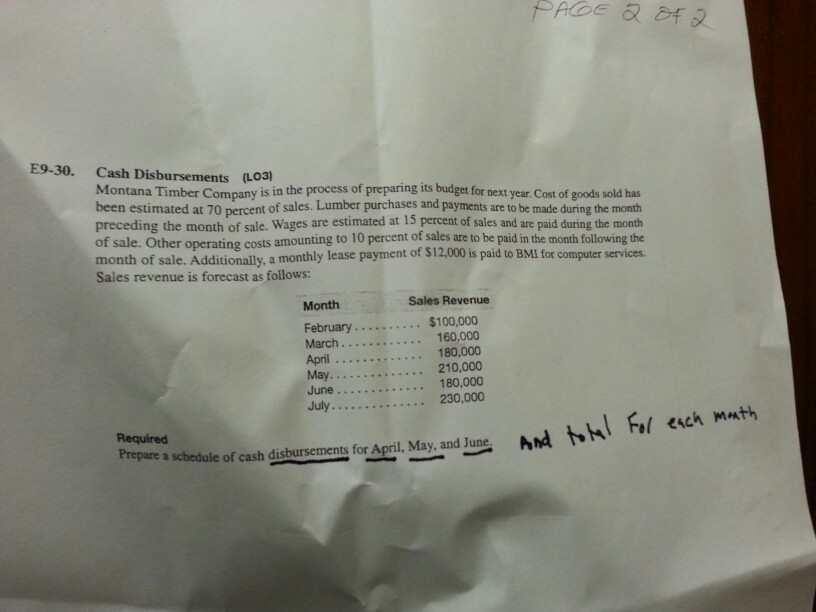 PAGE 2 OF 2
E9-30. Cash Disbursements (LO3)
Montana Timber Company is in the process of preparing its budget for next year. Cost of goods sold has
been estimated at 70 percent of sales. Lumber purchases and payments are to be made during the month
preceding the month of sale. Wages are estimated at 15 percent of sales and are paid during the month
of sale. Other operating costs amounting to 10 percent of sales are to be paid in the month following the
month of sale. Additionally, a monthly lease payment of $12,000 is paid to BMI for computer services.
Sales revenue is forecast as follows:
Month Sales Revenue
February .......... $100,000
March ............ 160,000
April ............ 180,000
May. ............. 210,000
June ............. 180,000
July. ............. 230,000
Required
Prepare a schedule of cash disbursements for April, May, and June. And total For each month